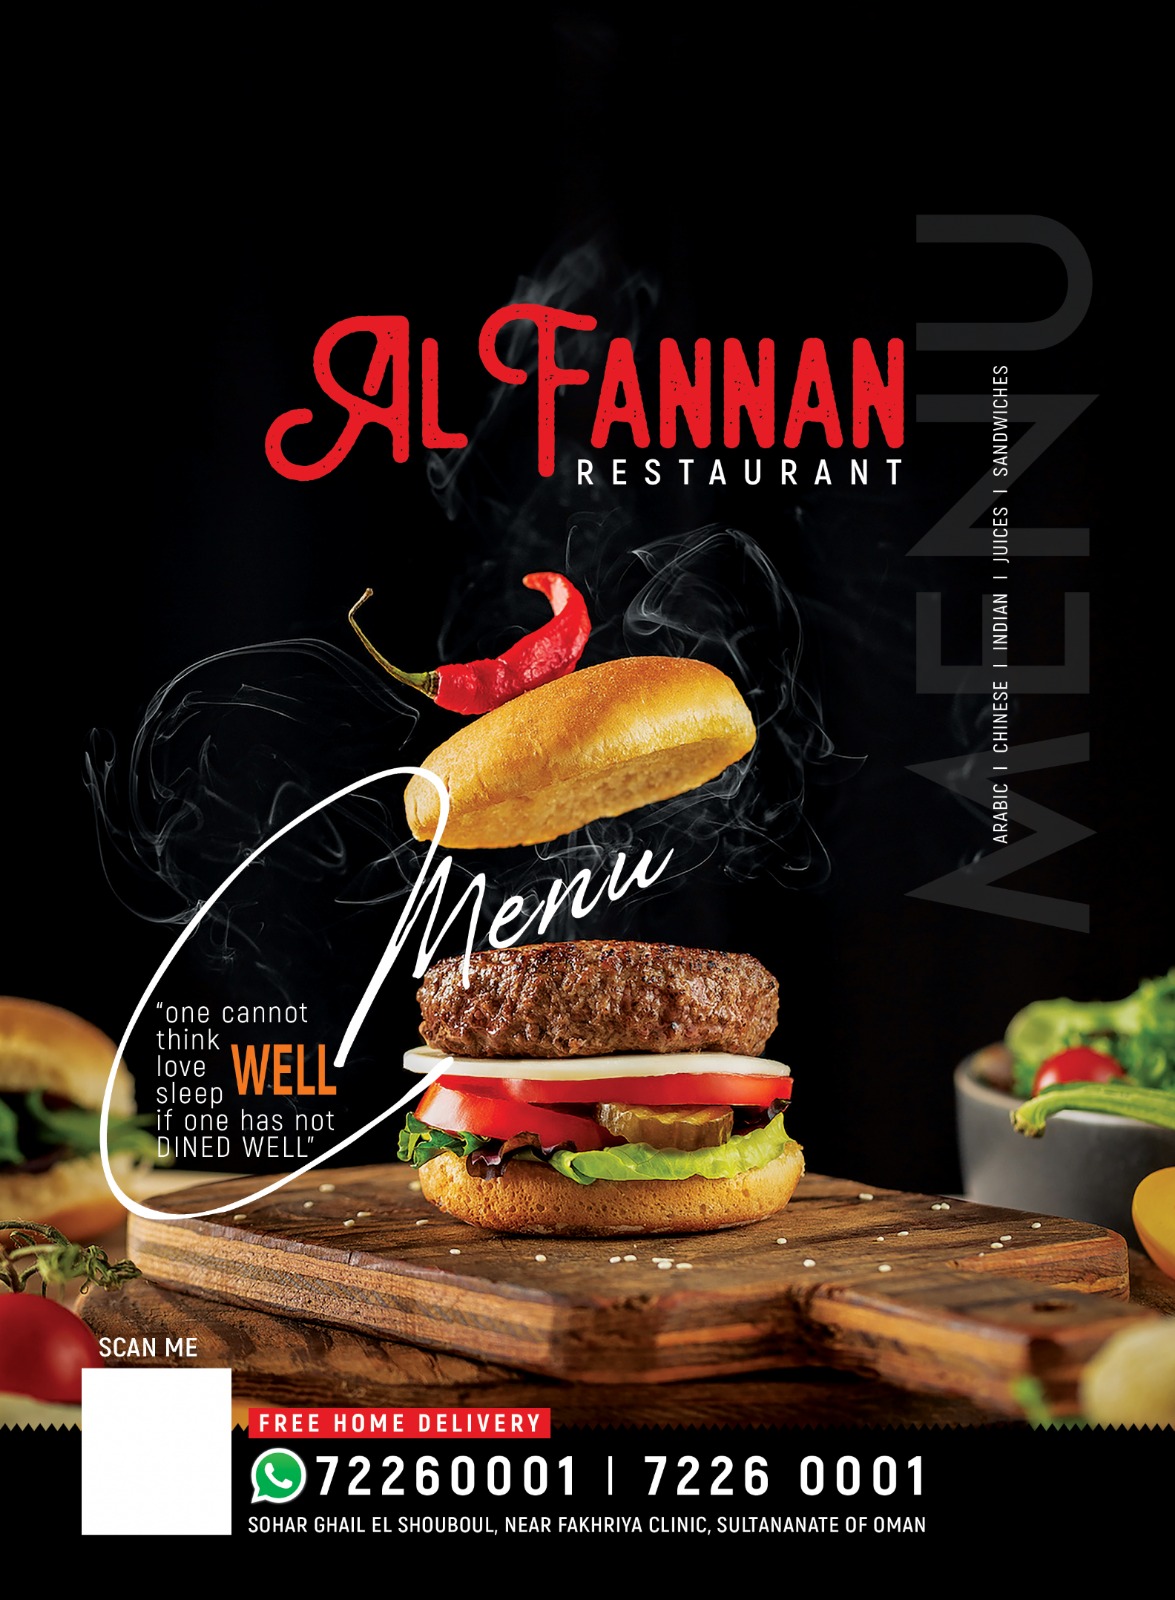 AL FANNAN
RESTAURANT
MENU
ARABIC I CHINESE I INDIAN I JUICES I SANDWICHES
Menu
“one cannot
think
love
sleep WELL
if one has not
DINED WELL”
SCAN ME
FREE HOME DELIVERY
72260001 | 7226 0001
SOHAR GHAIL EL SHOUBOUL, NEAR FAKHRIYA CLINIC, SULTANANATE OF OMAN